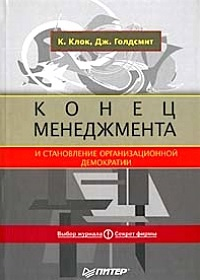 К. Клок, Дж. Голдсмит
КОНЕЦ
МЕНЕДЖМЕНТА
И СТАНОВЛЕНИЕ ОРГАНИЗАЦИОННОЙ
ДЕМОКРАТИИ
Выбор журнала
Секрет фирмы
ПИТЕР